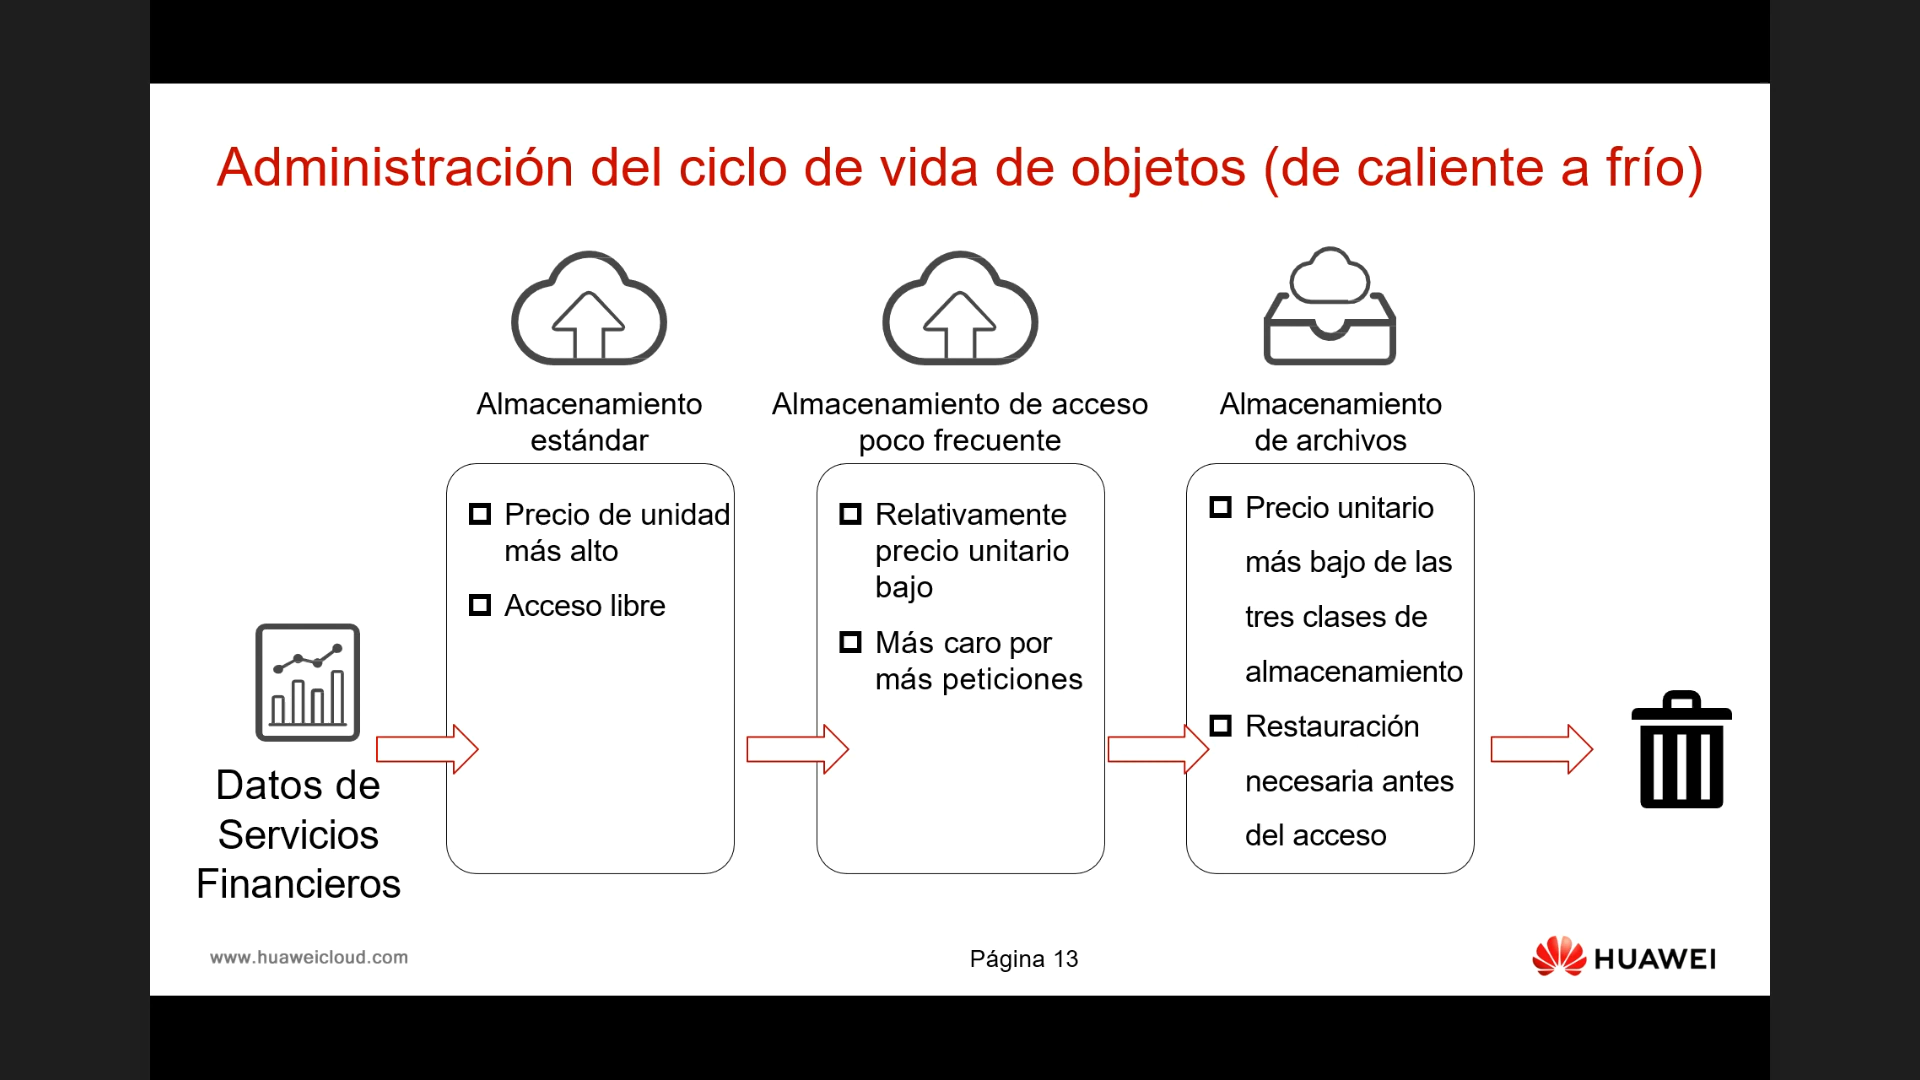 Administración del ciclo de vida de objetos (de caliente a frío)
Almacenamiento
estándar
Precio de unidad
más alto
Acceso libre
Almacenamiento de acceso
poco frecuente
Relativamente
precio unitario
bajo
Más caro por
más peticiones
Almacenamiento
de archivos
Precio unitario
más bajo de las
tres clases de
almacenamiento
Restauración
necesaria antes
del acceso
Datos de
Servicios
Financieros
www.huaweicloud.com
Página 13
HUAWEI